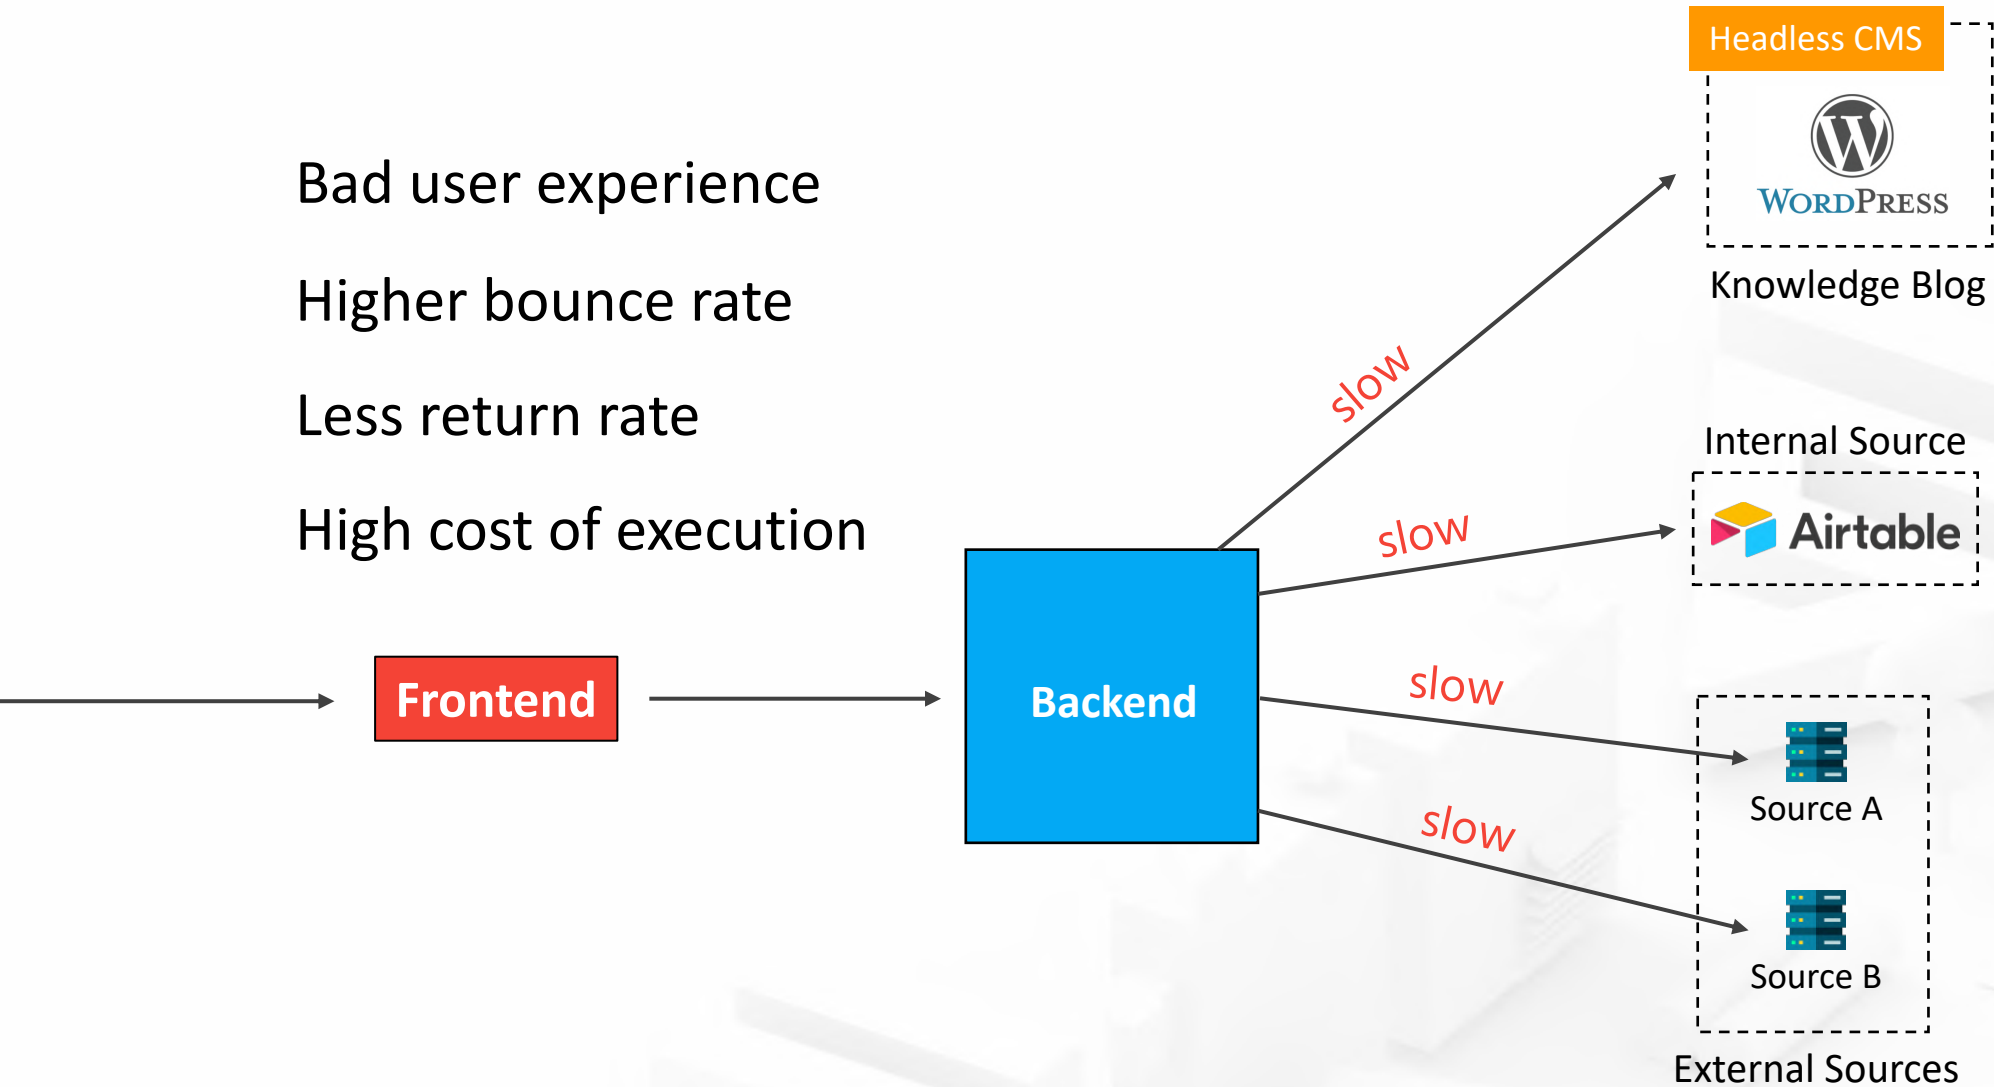 Headless CMS
WORDPRESS
Knowledge Blog
Bad user experience
Higher bounce rate
Less return rate
High cost of execution
slow
Internal Source
Airtable
slow
Frontend
Backend
slow
Source A
slow
Source B
External Sources